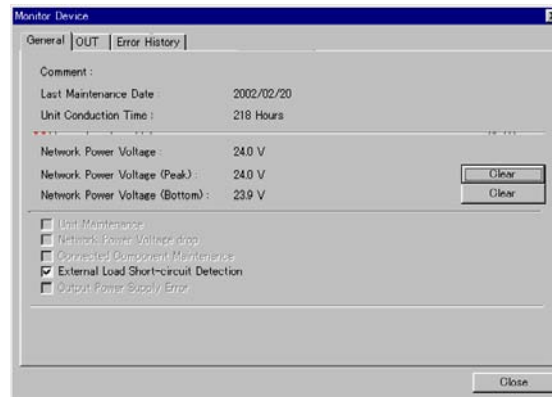 Monitor Device
General OUT Error History
Comment :
Last Maintenance Date : 2002/02/20
Unit Conduction Time : 218 Hours
Network Power Voltage : 24.0 V
Network Power Voltage (Peak) : 24.0 V Clear
Network Power Voltage (Bottom) : 23.9 V Clear
Unit Maintenance
Network Power Voltage drop
Connected Component Maintenance
External Load Short-circuit Detection
Output Power Supply Error
Close